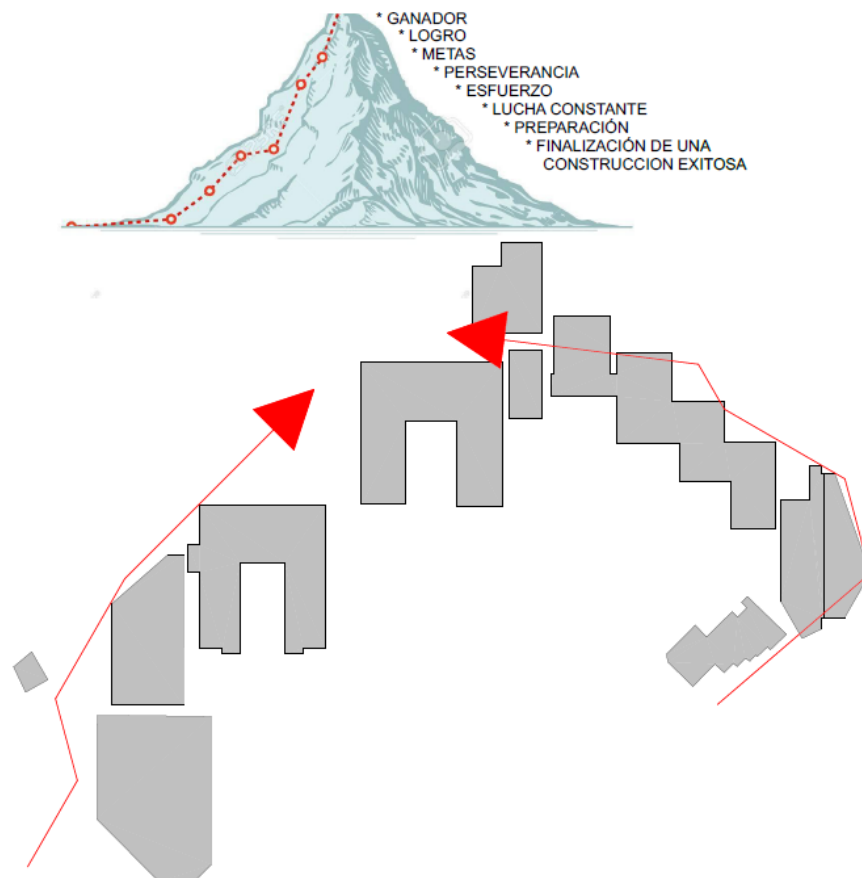 * GANADOR
* LOGRO
* METAS
* PERSEVERANCIA
* ESFUERZO
* LUCHA CONSTANTE
* PREPARACIÓN
* FINALIZACIÓN DE UNA
CONSTRUCCION EXITOSA